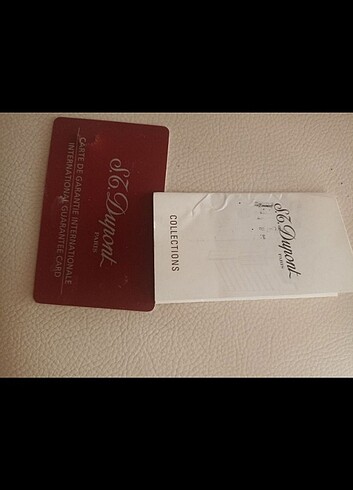 S.T. Dupont
PARIS
CARTE DE GARANTIE INTERNATIONALE
INTERNATIONAL GUARANTEE CARD
S.T. Dupont
PARIS
COLLECTIONS